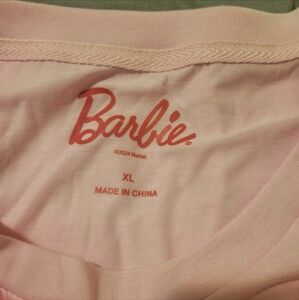 Barbie
©2024 Mattel.
XL
MADE IN CHINA